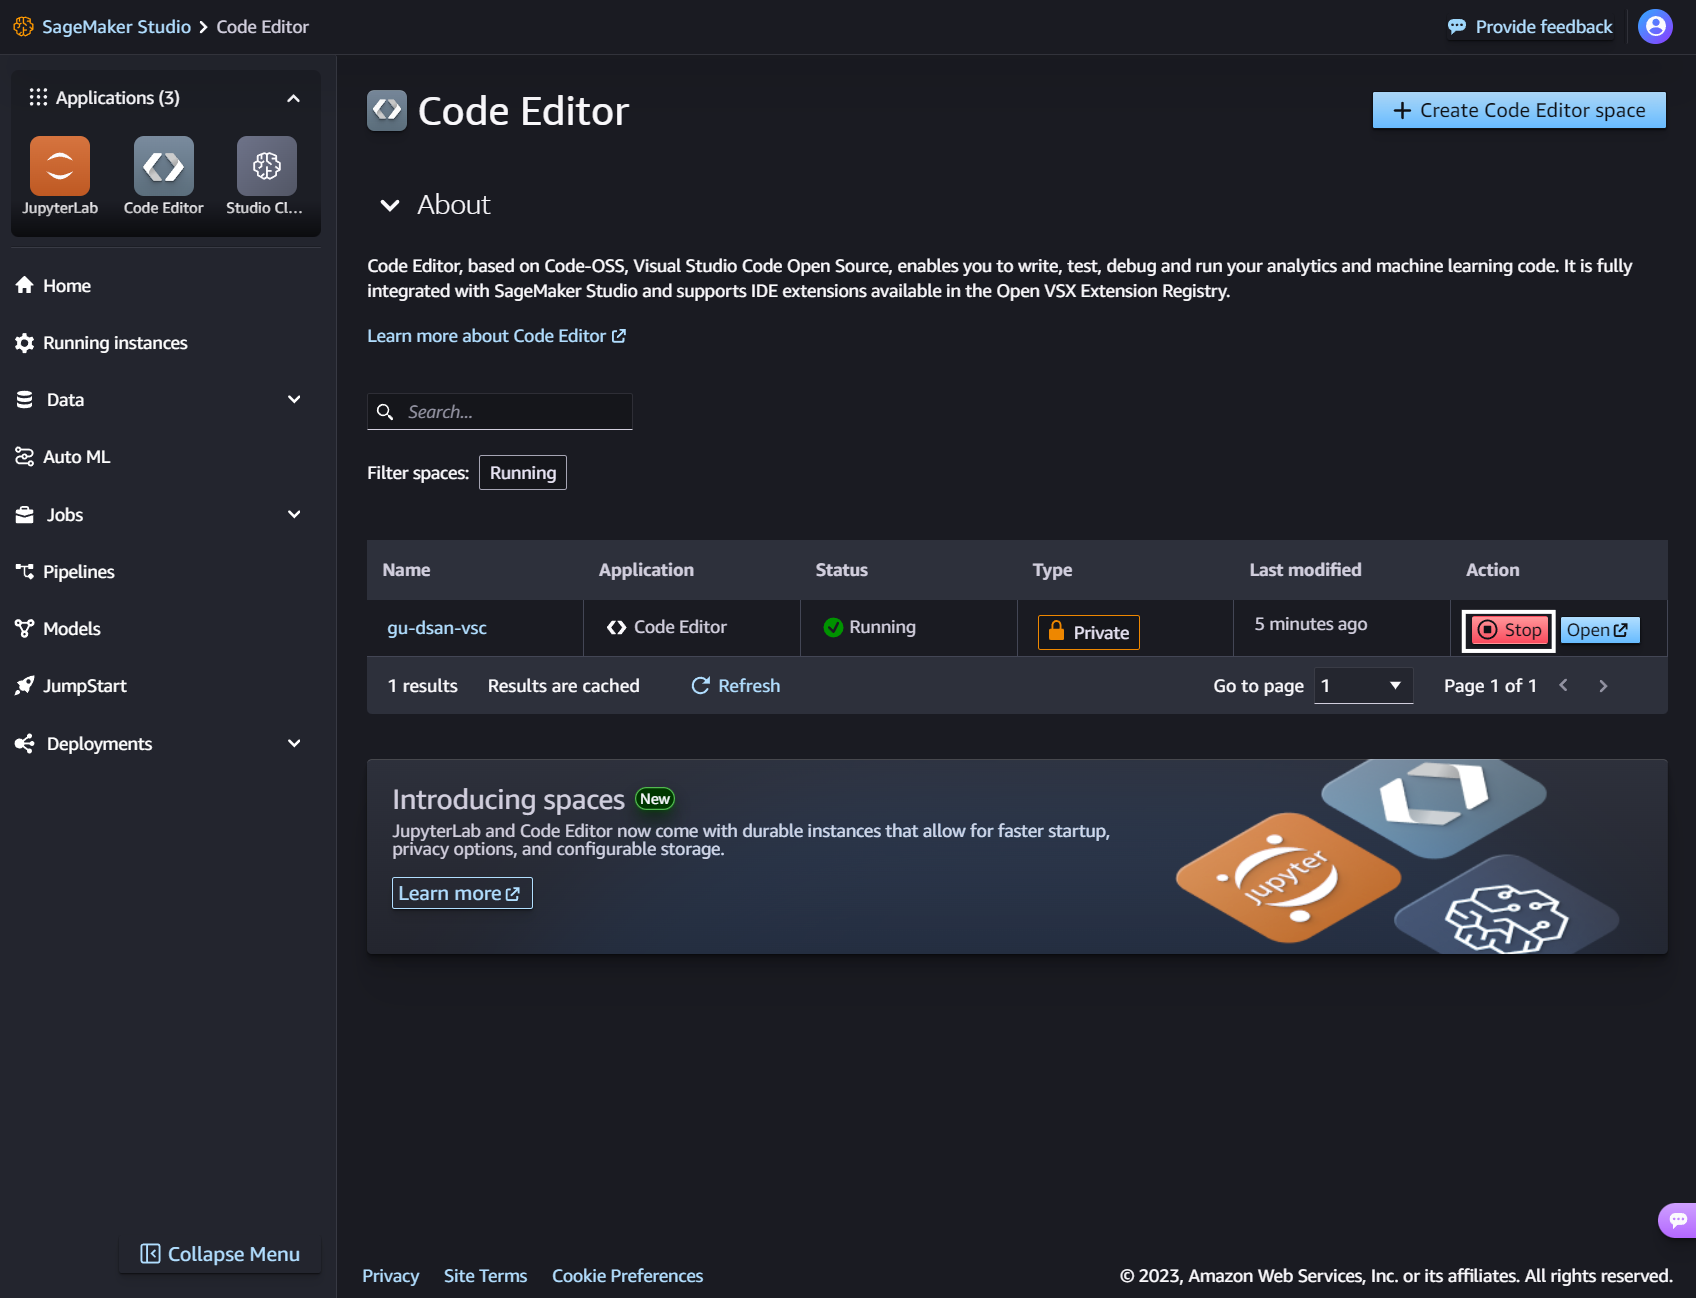 SageMaker Studio > Code Editor
Provide feedback
Applications (3)
JupyterLab
Code Editor
Studio Cl...
Home
Running instances
Data
Auto ML
Jobs
Pipelines
Models
JumpStart
Deployments
Collapse Menu
Code Editor
+ Create Code Editor space
About
Code Editor, based on Code-OSS, Visual Studio Code Open Source, enables you to write, test, debug and run your analytics and machine learning code. It is fully
integrated with SageMaker Studio and supports IDE extensions available in the Open VSX Extension Registry.
Learn more about Code Editor
Search...
Filter spaces: Running
Name Application Status Type Last modified Action
gu-dsan-vsc Code Editor Running Private 5 minutes ago Stop Open
1 results Results are cached Refresh Go to page 1 Page 1 of 1
Introducing spaces New
JupyterLab and Code Editor now come with durable instances that allow for faster startup,
privacy options, and configurable storage.
Learn more
jupyter
Privacy Site Terms Cookie Preferences
© 2023, Amazon Web Services, Inc. or its affiliates. All rights reserved.